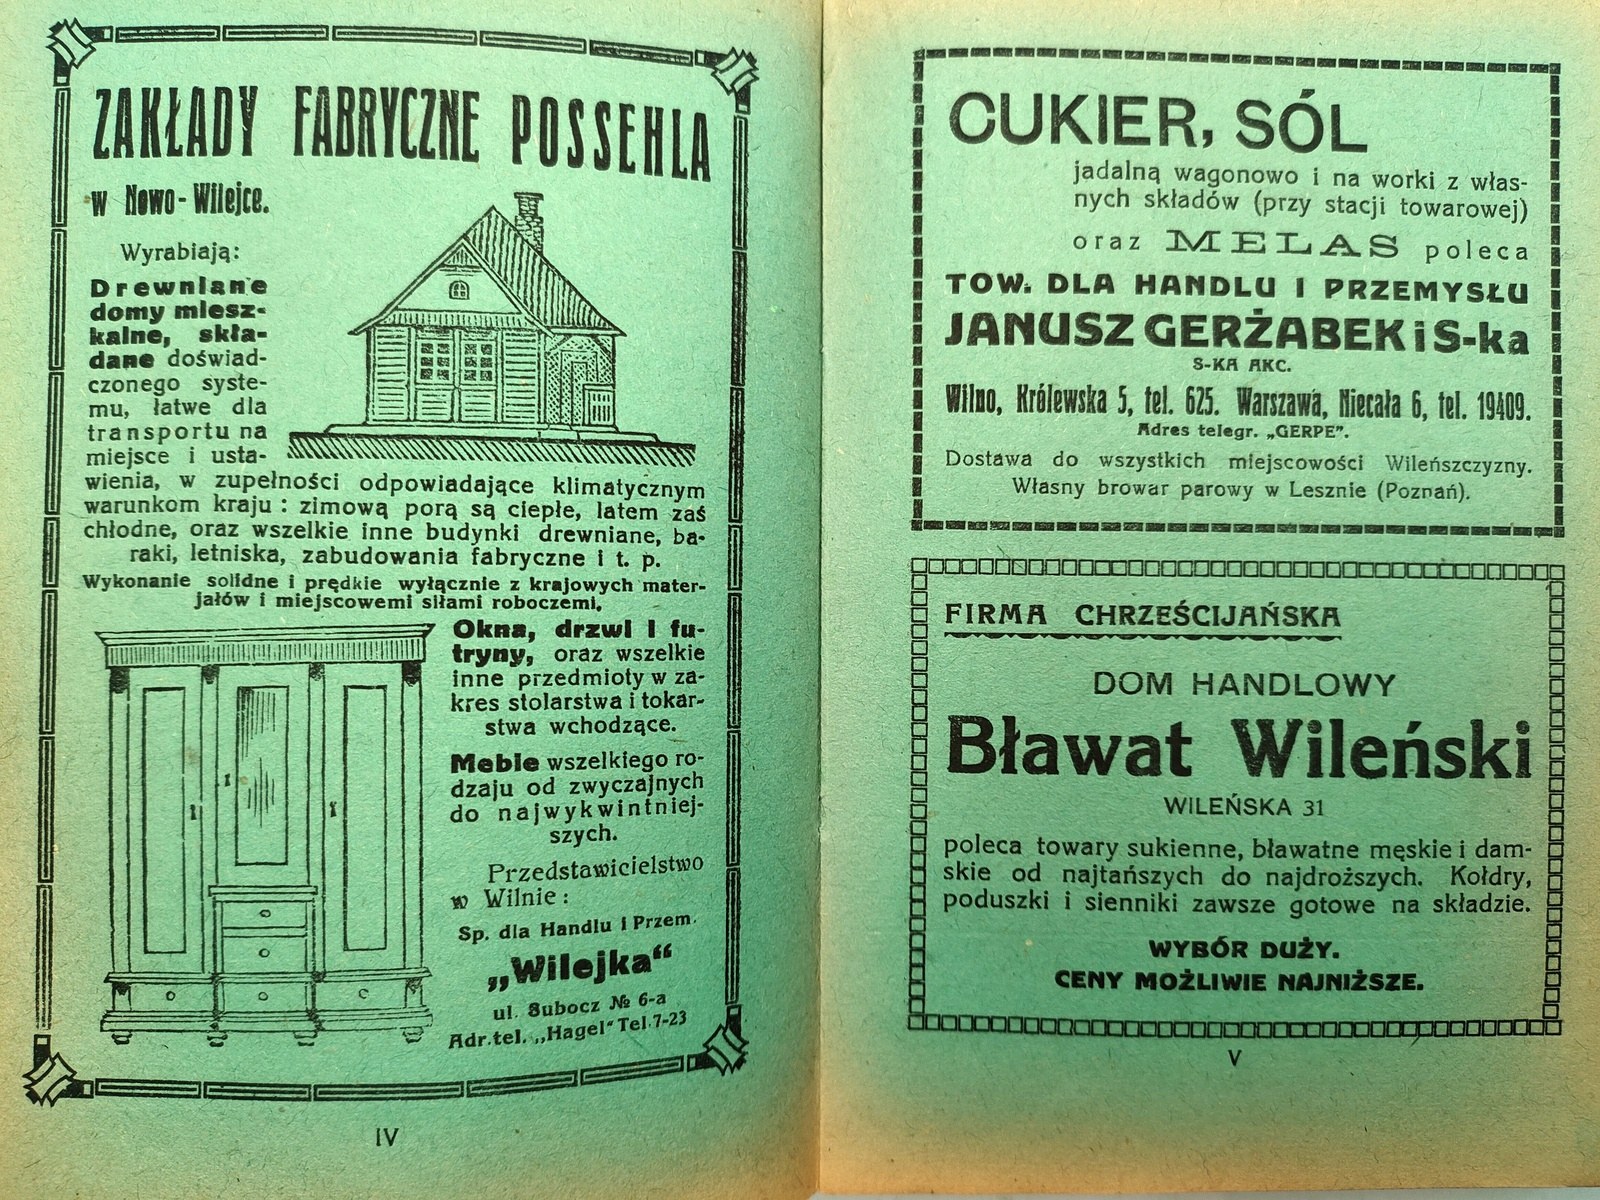 ZAKŁADY FABRYCZNE POSSEHLA
w Nowo-Wilejce.
Wyrabiają:
Drewniane
domy miesz-
kalne, skła-
dane doświad-
czonego syste-
mu, łatwe dla
transportu na
miejsce i usta-
wienia, w zupełności odpowiadające klimatycznym
warunkom kraju: zimową porą są ciepłe, latem zaś
chłodne, oraz wszelkie inne budynki drewniane, ba-
raki, letniska, zabudowania fabryczne i t. p.
Wykonanie solidne i prędkie wyłącznie z krajowych mater-
jałów i miejscowemi siłami roboczemi.
Okna, drzwi i fu-
tryny, oraz wszelkie
inne przedmioty w za-
kres stolarstwa i tokar-
stwa wchodzące.
Meble wszelkiego ro-
dzaju od zwyczajnych
do najwykwintniej-
szych.
Przedstawicielstwo
w Wilnie:
Sp. dla Handlu i Przem.
„Wilejka“
ul. Subocz № 6-a
Adr.tel. „Hagel“ Tel.7-23
IV
CUKIER, SÓL
jadalną wagonowo i na worki z włas-
nych składów (przy stacji towarowej)
oraz MELAS poleca
TOW. DLA HANDLU I PRZEMYSŁU
JANUSZ GERŻABEK i S-ka
S-KA AKC.
Wilno, Królewska 5, tel. 625. Warszawa, Niecała 6, tel. 19409.
Adres telegr. „GERPE”.
Dostawa do wszystkich miejscowości Wileńszczyzny.
Własny browar parowy w Lesznie (Poznań).
FIRMA CHRZEŚCIJAŃSKA
DOM HANDLOWY
Bławat Wileński
WILEŃSKA 31
poleca towary sukienne, bławatne męskie i dam-
skie od najtańszych do najdroższych. Kołdry,
poduszki i sienniki zawsze gotowe na składzie.
WYBÓR DUŻY.
CENY MOŻLIWIE NAJNIŻSZE.
V